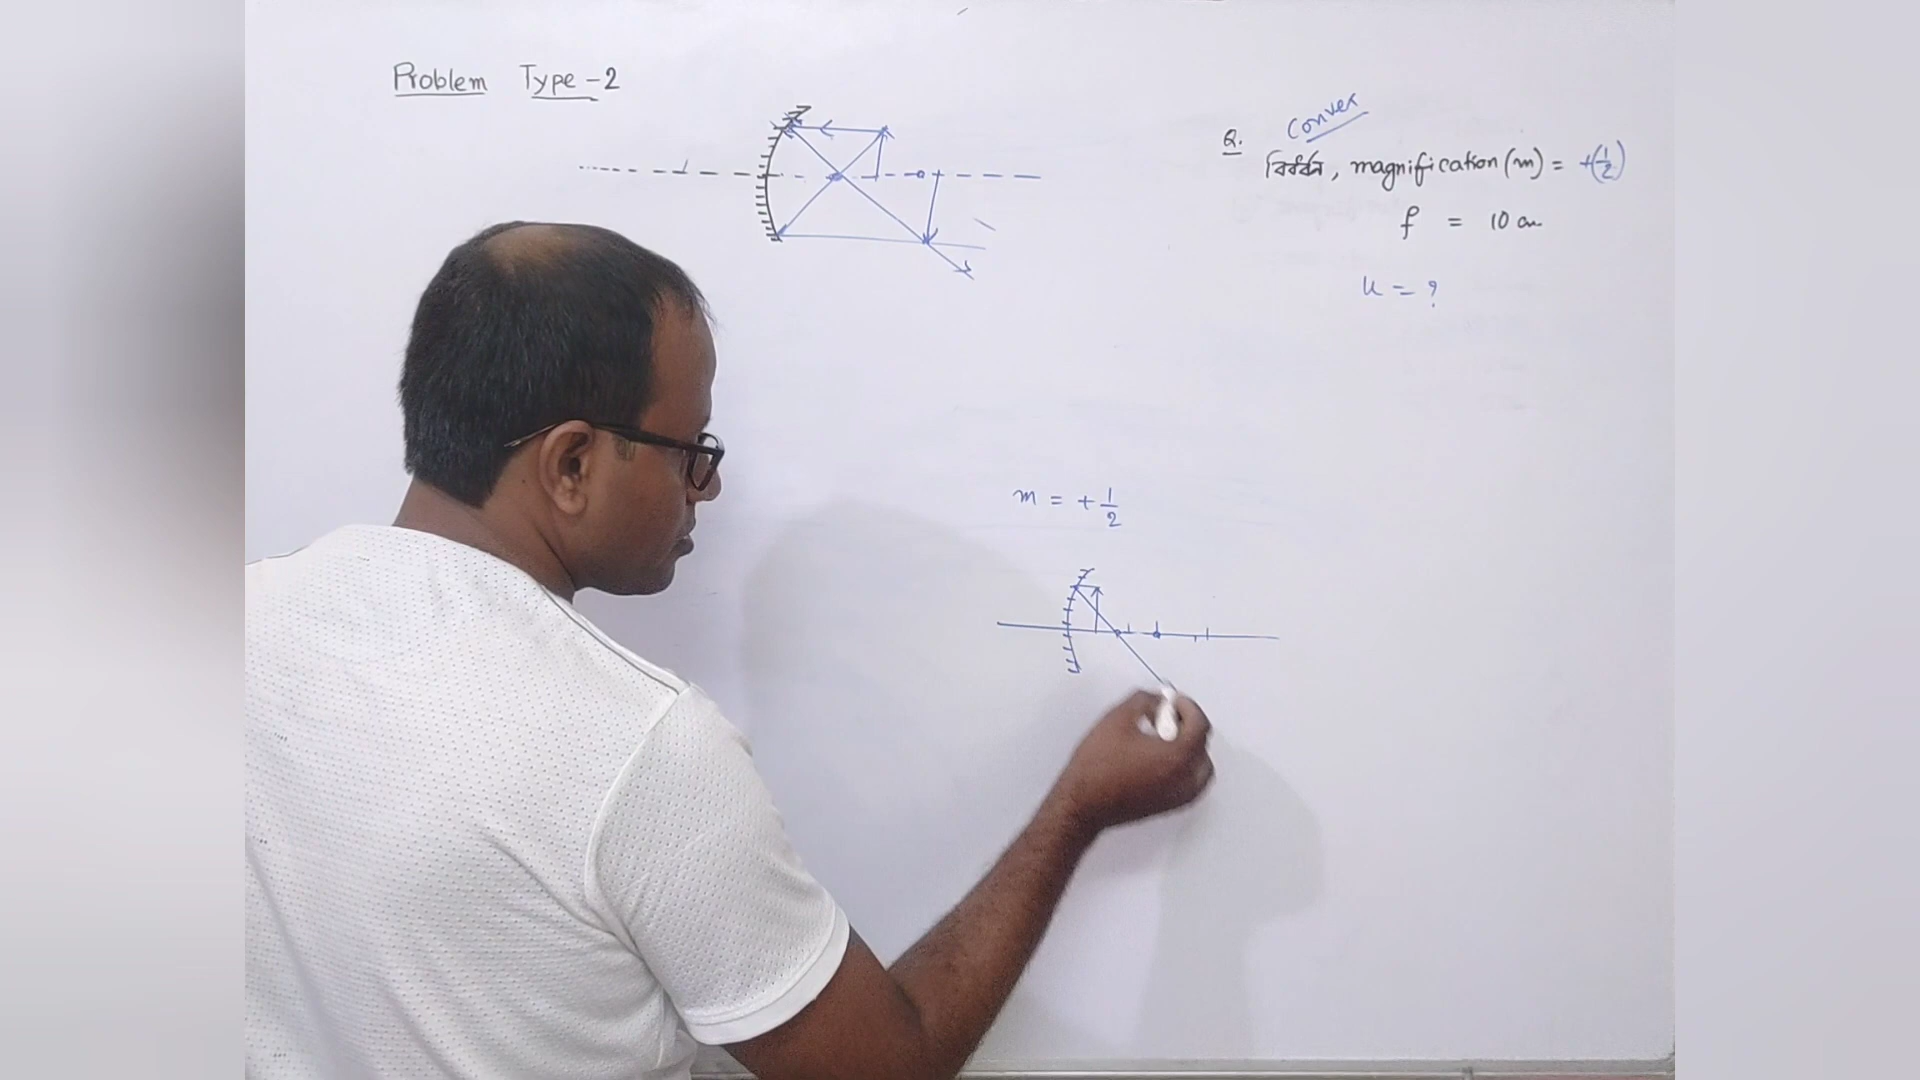 Problem Type-2
Convex
Q. বিবর্ধন, magnification (m) = +(1/2)
f = 10 cm
u = ?
m = + 1/2